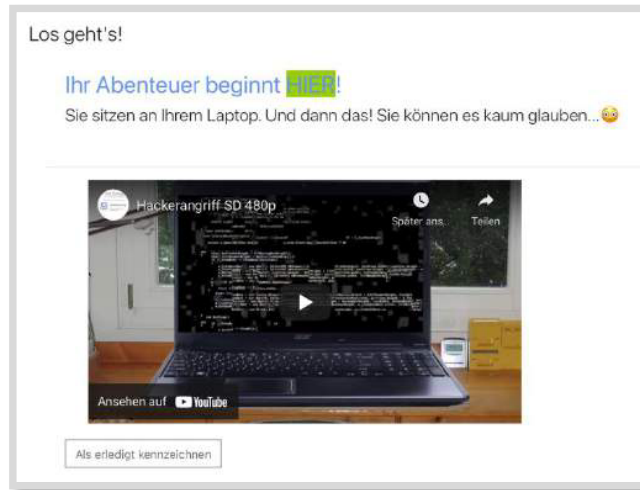 Los geht's!
Ihr Abenteuer beginnt HIER!
Sie sitzen an Ihrem Laptop. Und dann das! Sie können es kaum glauben...😳
Hackerangriff SD 480p
Später ans...
Teilen
Ansehen auf YouTube
Als erledigt kennzeichnen